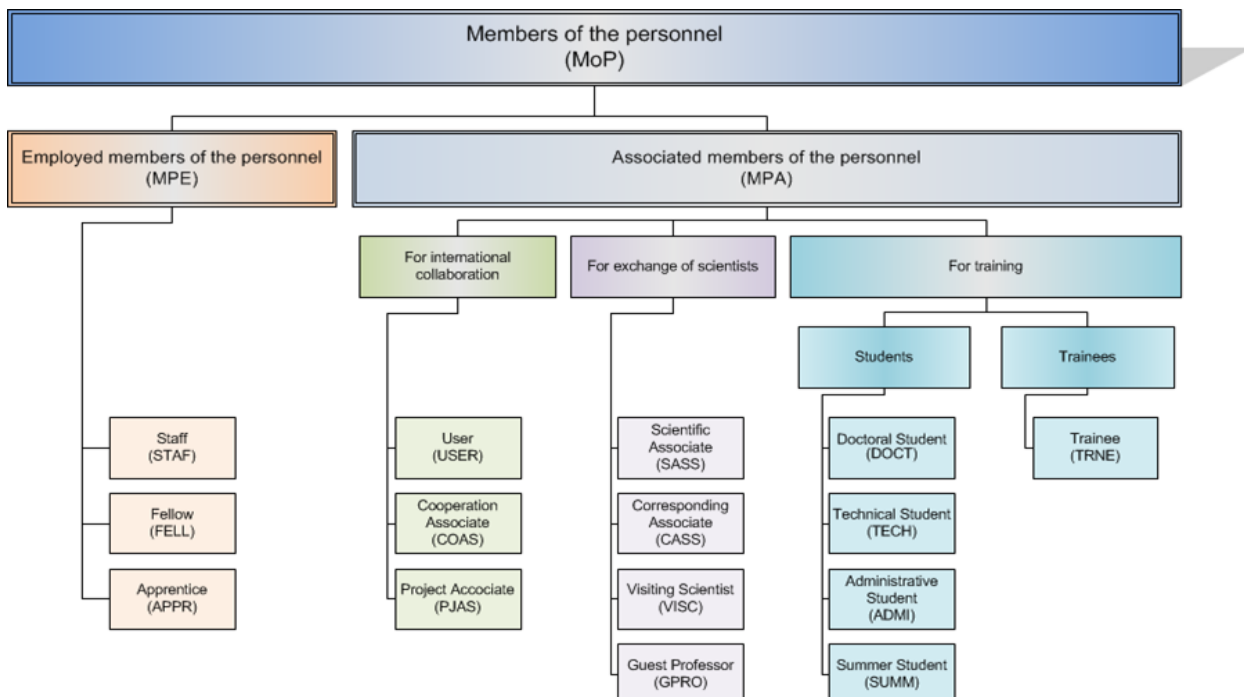 Members of the personnel
(MoP)
Employed members of the personnel
(MPE)
Associated members of the personnel
(MPA)
For international
collaboration
For exchange of scientists
For training
Students
Trainees
Staff
(STAF)
Fellow
(FELL)
Apprentice
(APPR)
User
(USER)
Cooperation
Associate
(COAS)
Project Accociate
(PJAS)
Scientific
Associate
(SASS)
Corresponding
Associate
(CASS)
Visiting Scientist
(VISC)
Guest Professor
(GPRO)
Doctoral Student
(DOCT)
Technical Student
(TECH)
Administrative
Student
(ADMI)
Summer Student
(SUMM)
Trainee
(TRNE)